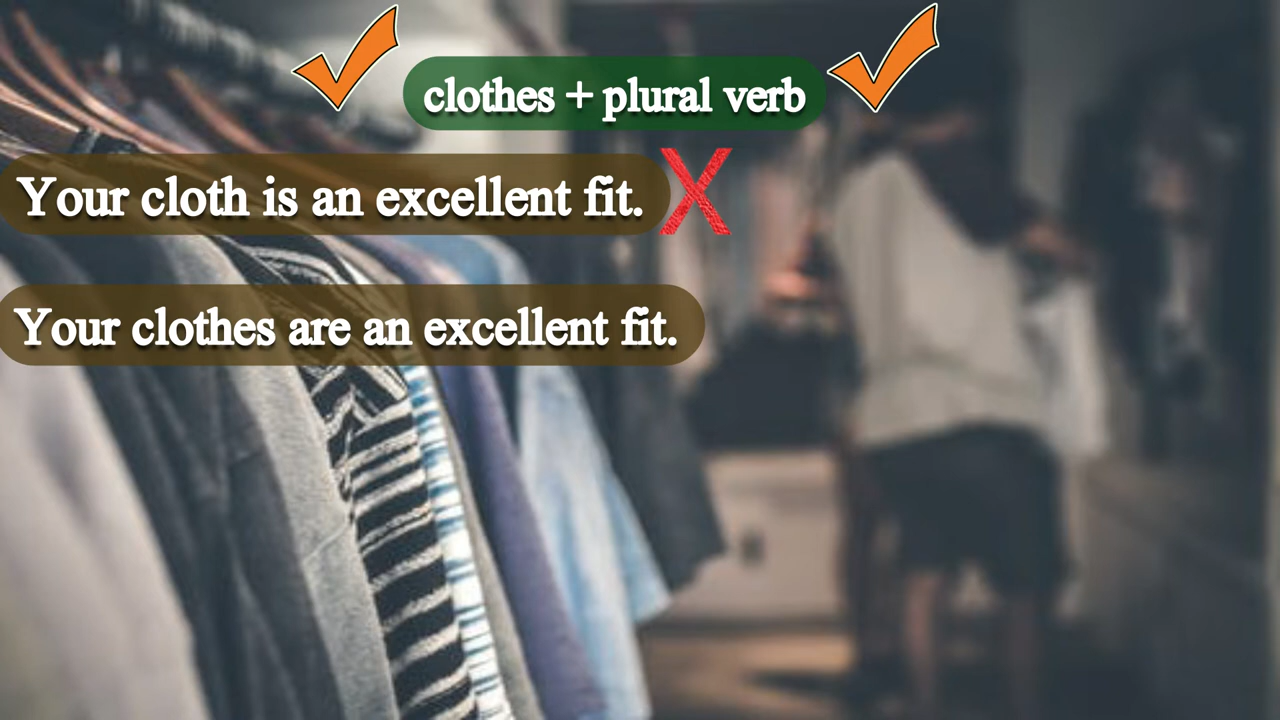 clothes + plural verb
Your cloth is an excellent fit.
Your clothes are an excellent fit.